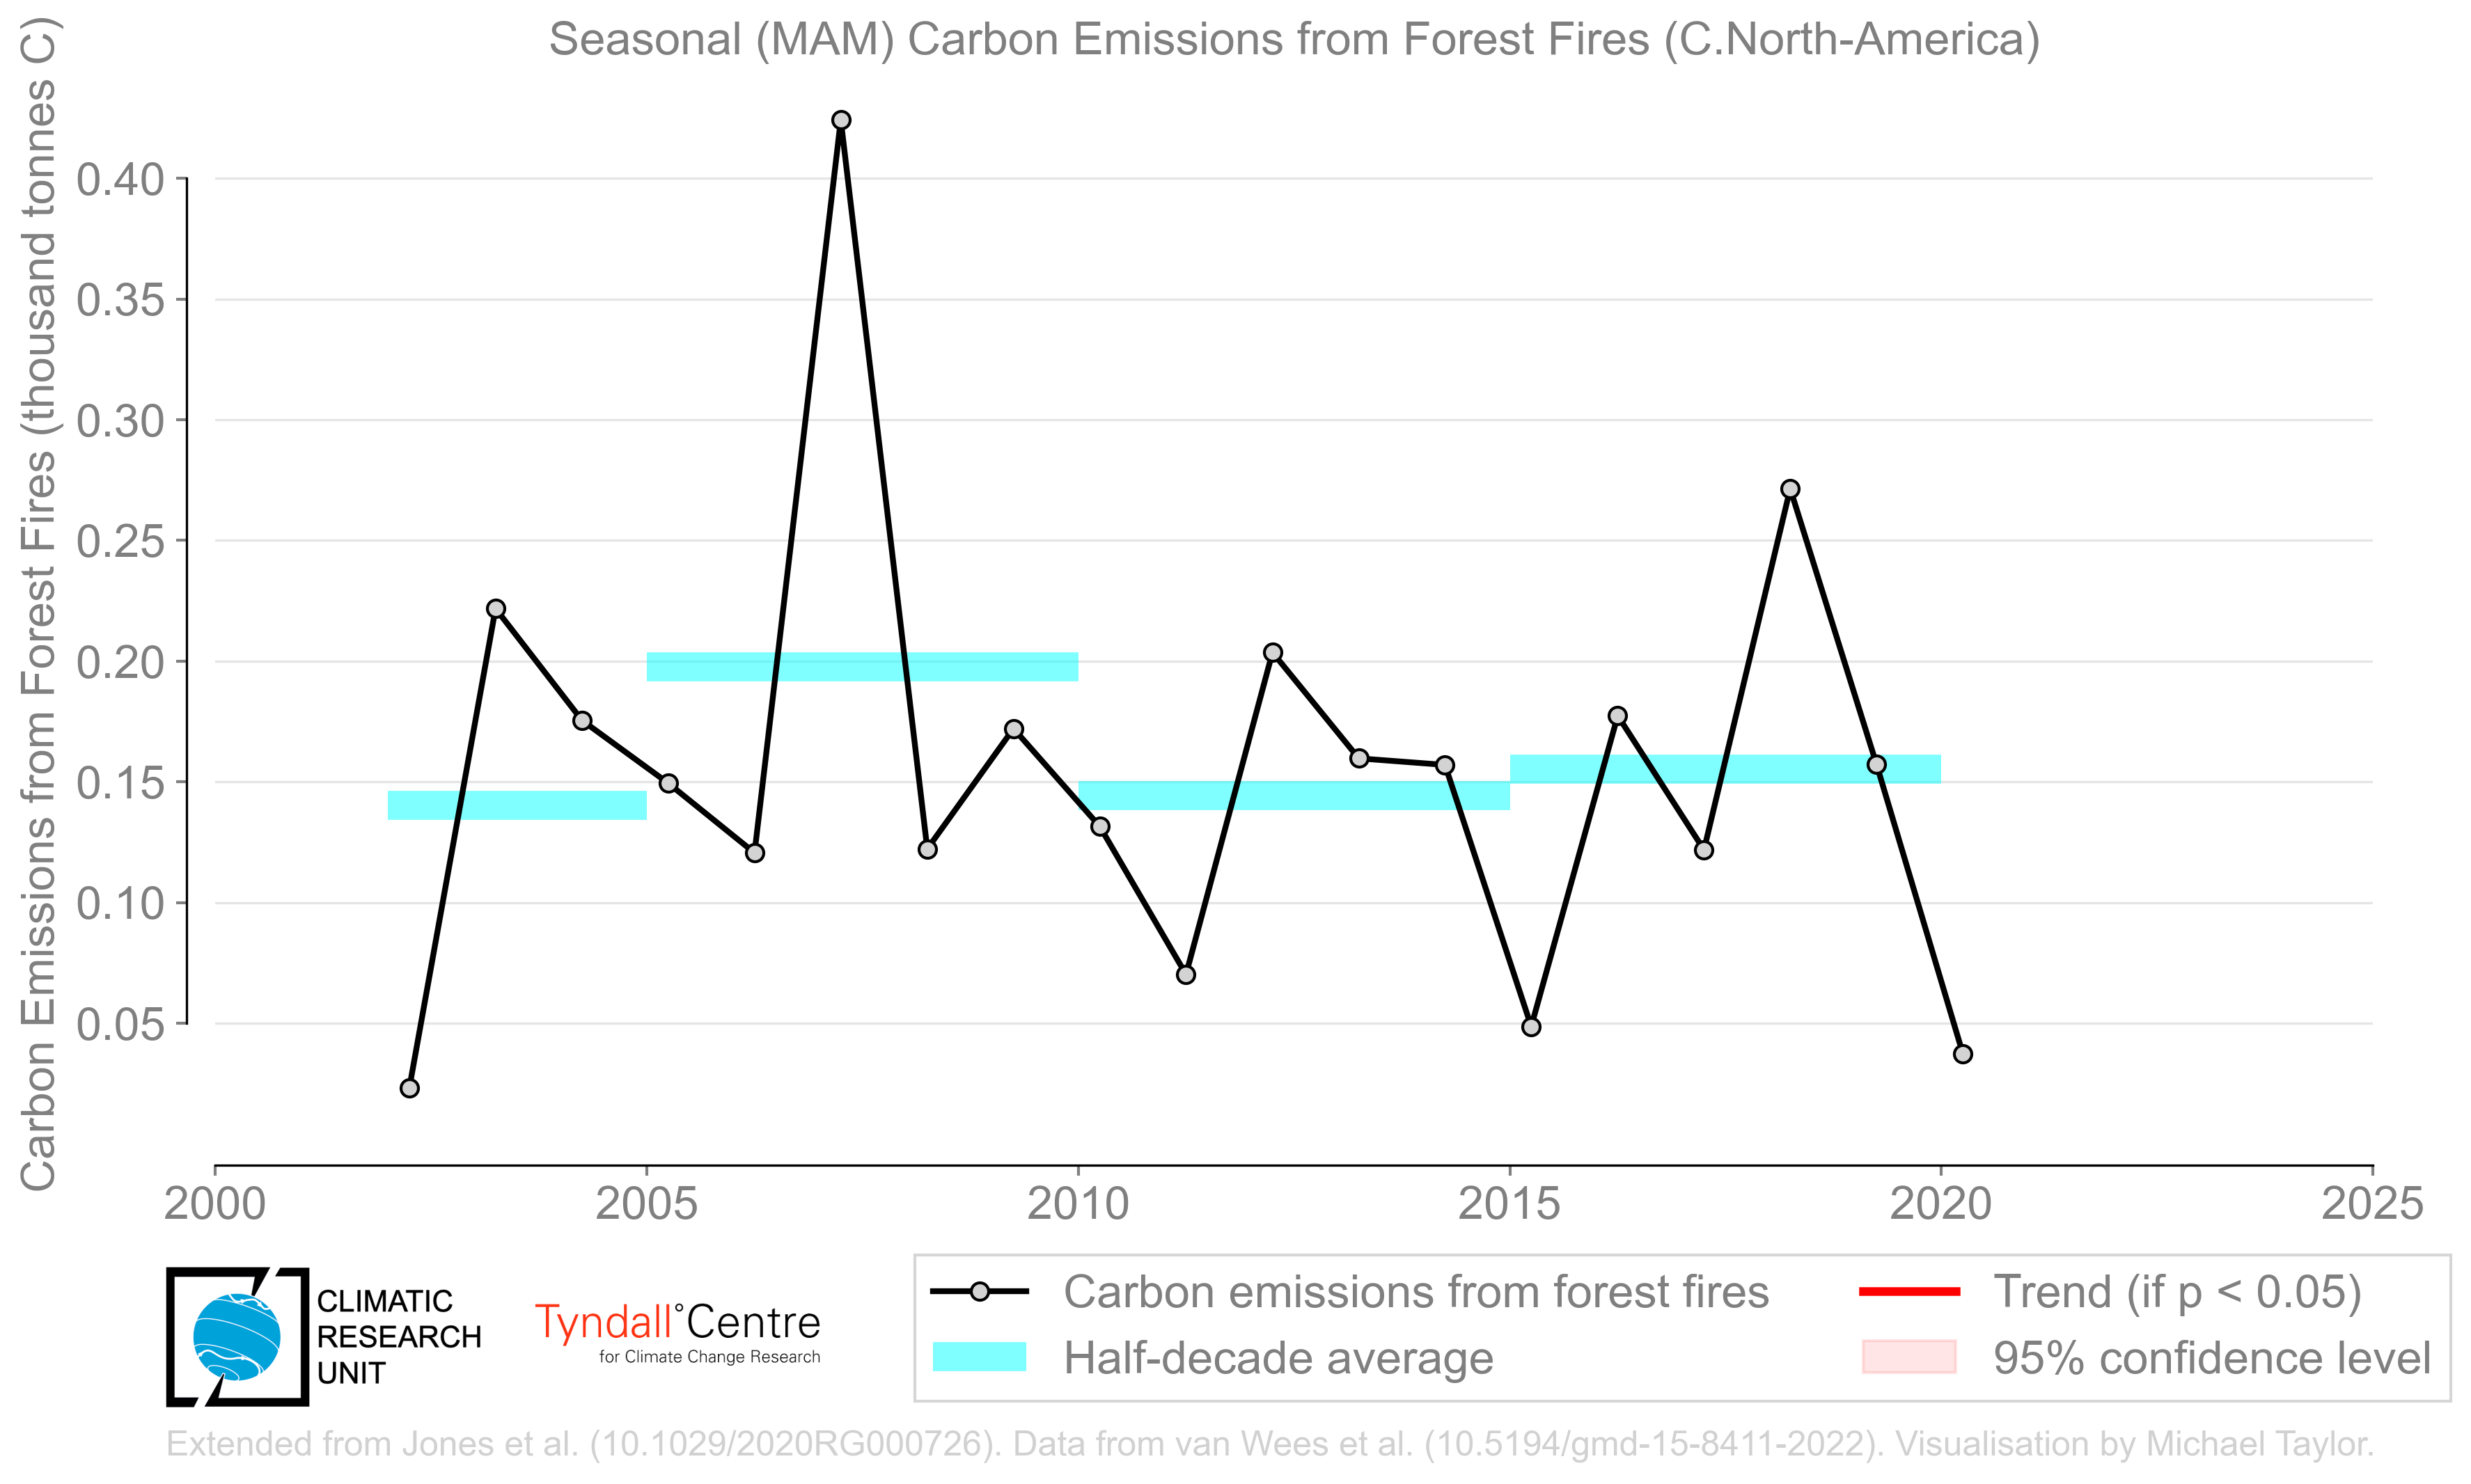 Seasonal (MAM) Carbon Emissions from Forest Fires (C.North-America)
Carbon Emissions from Forest Fires (thousand tonnes C)
0.40
0.35
0.30
0.25
0.20
0.15
0.10
0.05
2000 2005 2010 2015 2020 2025
CLIMATIC
RESEARCH
UNIT
Tyndall°Centre
for Climate Change Research
Carbon emissions from forest fires
Half-decade average
Trend (if p < 0.05)
95% confidence level
Extended from Jones et al. (10.1029/2020RG000726). Data from van Wees et al. (10.5194/gmd-15-8411-2022). Visualisation by Michael Taylor.